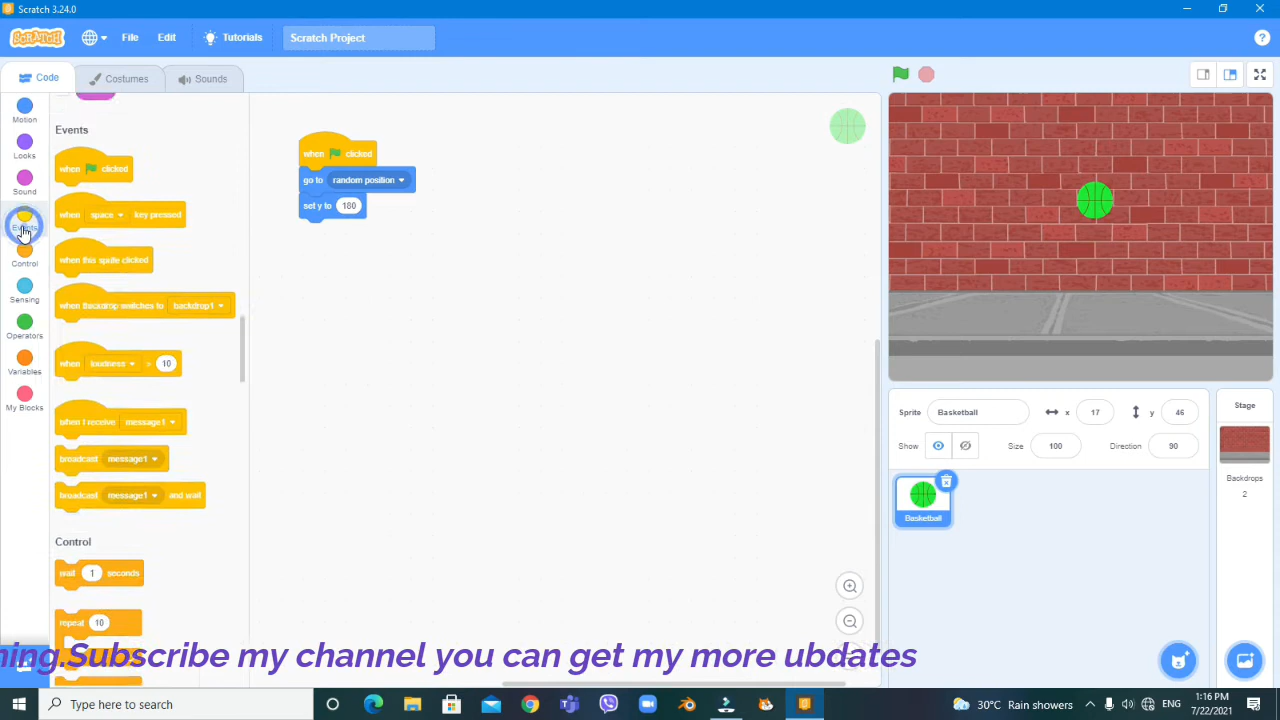 Scratch 3.24.0
SCRATCH
File
Edit
Tutorials
Scratch Project
?
Code
Costumes
Sounds
Motion
Looks
Sound
Events
Control
Sensing
Operators
Variables
My Blocks
Events
when clicked
when space key pressed
when this sprite clicked
when backdrop switches to backdrop1
when loudness > 10
when I receive message1
broadcast message1
broadcast message1 and wait
Control
wait 1 seconds
repeat 10
when clicked
go to random position
set y to 180
Sprite Basketball x 17 y 46
Show Size 100 Direction 90
Basketball
Stage
Backdrops
2
ning.Subscribe my channel you can get my more ubdates
Type here to search
30°C Rain showers
ENG
1:16 PM
7/22/2021